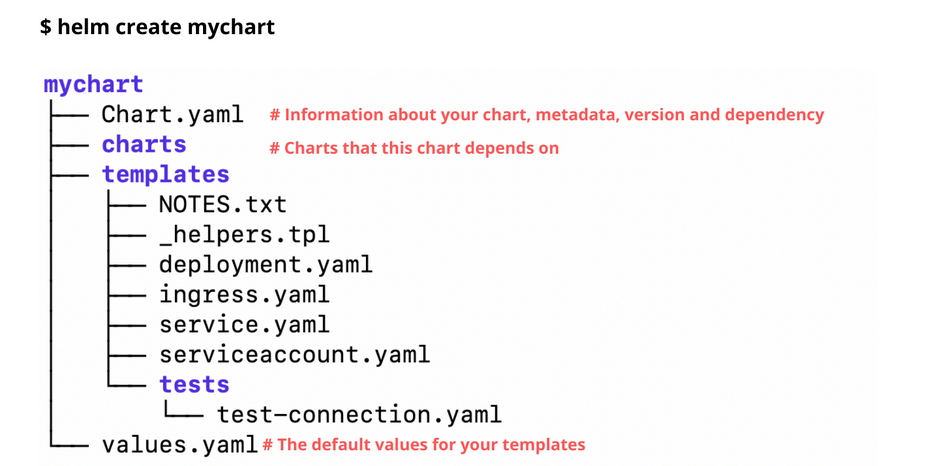 $ helm create mychart
mychart
├── Chart.yaml # Information about your chart, metadata, version and dependency
├── charts # Charts that this chart depends on
├── templates
│   ├── NOTES.txt
│   ├── _helpers.tpl
│   ├── deployment.yaml
│   ├── ingress.yaml
│   ├── service.yaml
│   ├── serviceaccount.yaml
│   └── tests
│       └── test-connection.yaml
└── values.yaml # The default values for your templates